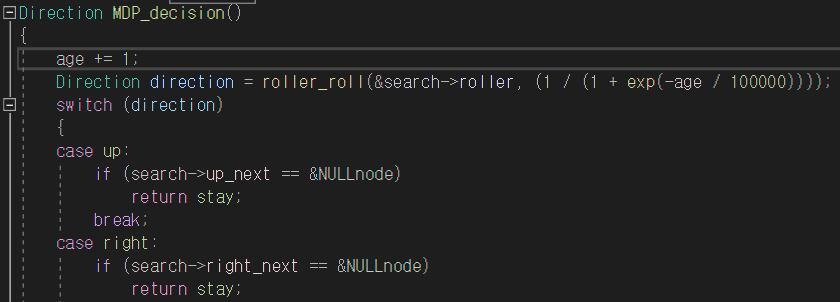 Direction MDP_decision()
{
    age += 1;
    Direction direction = roller_roll(&search->roller, (1 / (1 + exp(-age / 100000))));
    switch (direction)
    {
    case up:
        if (search->up_next == &NULLnode)
            return stay;
        break;
    case right:
        if (search->right_next == &NULLnode)
            return stay;